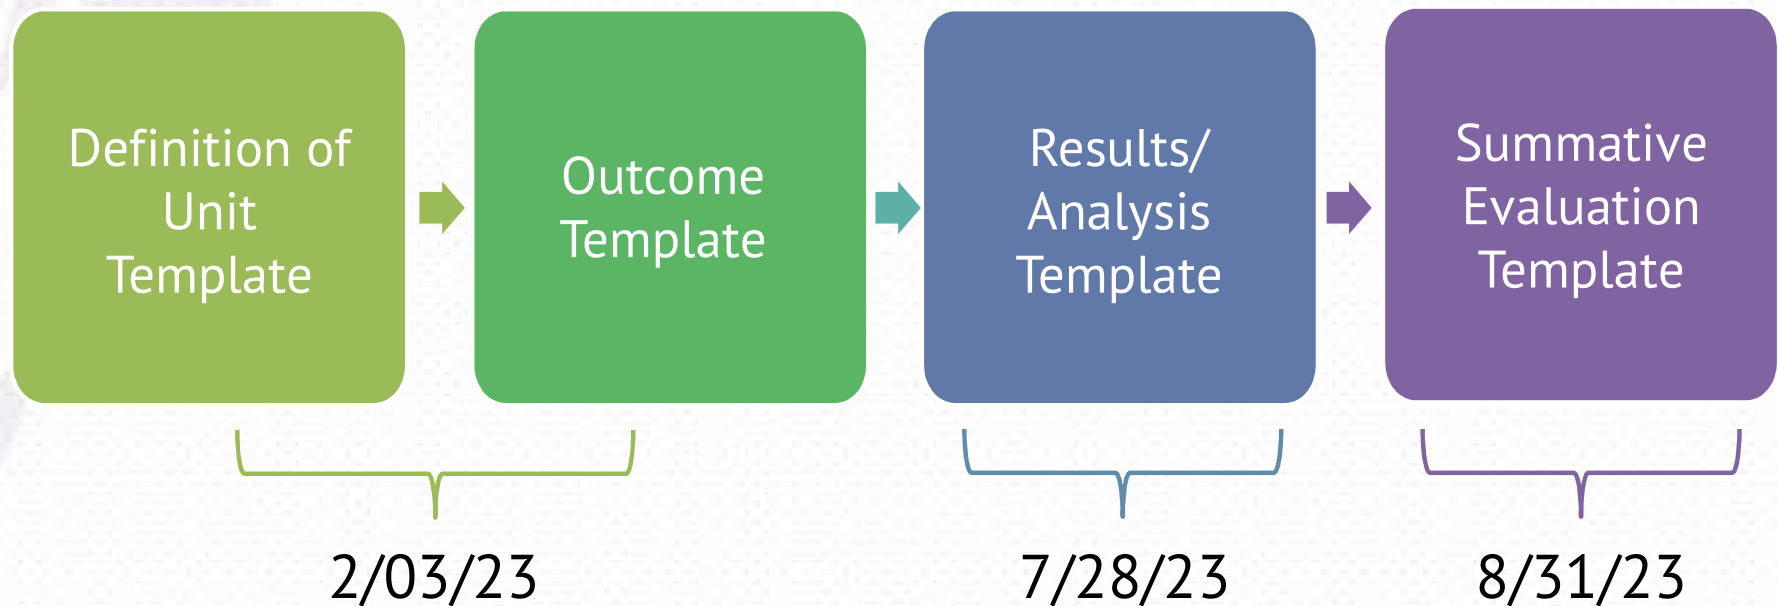 Definition of
Unit
Template
Outcome
Template
Results/
Analysis
Template
Summative
Evaluation
Template
2/03/23
7/28/23
8/31/23